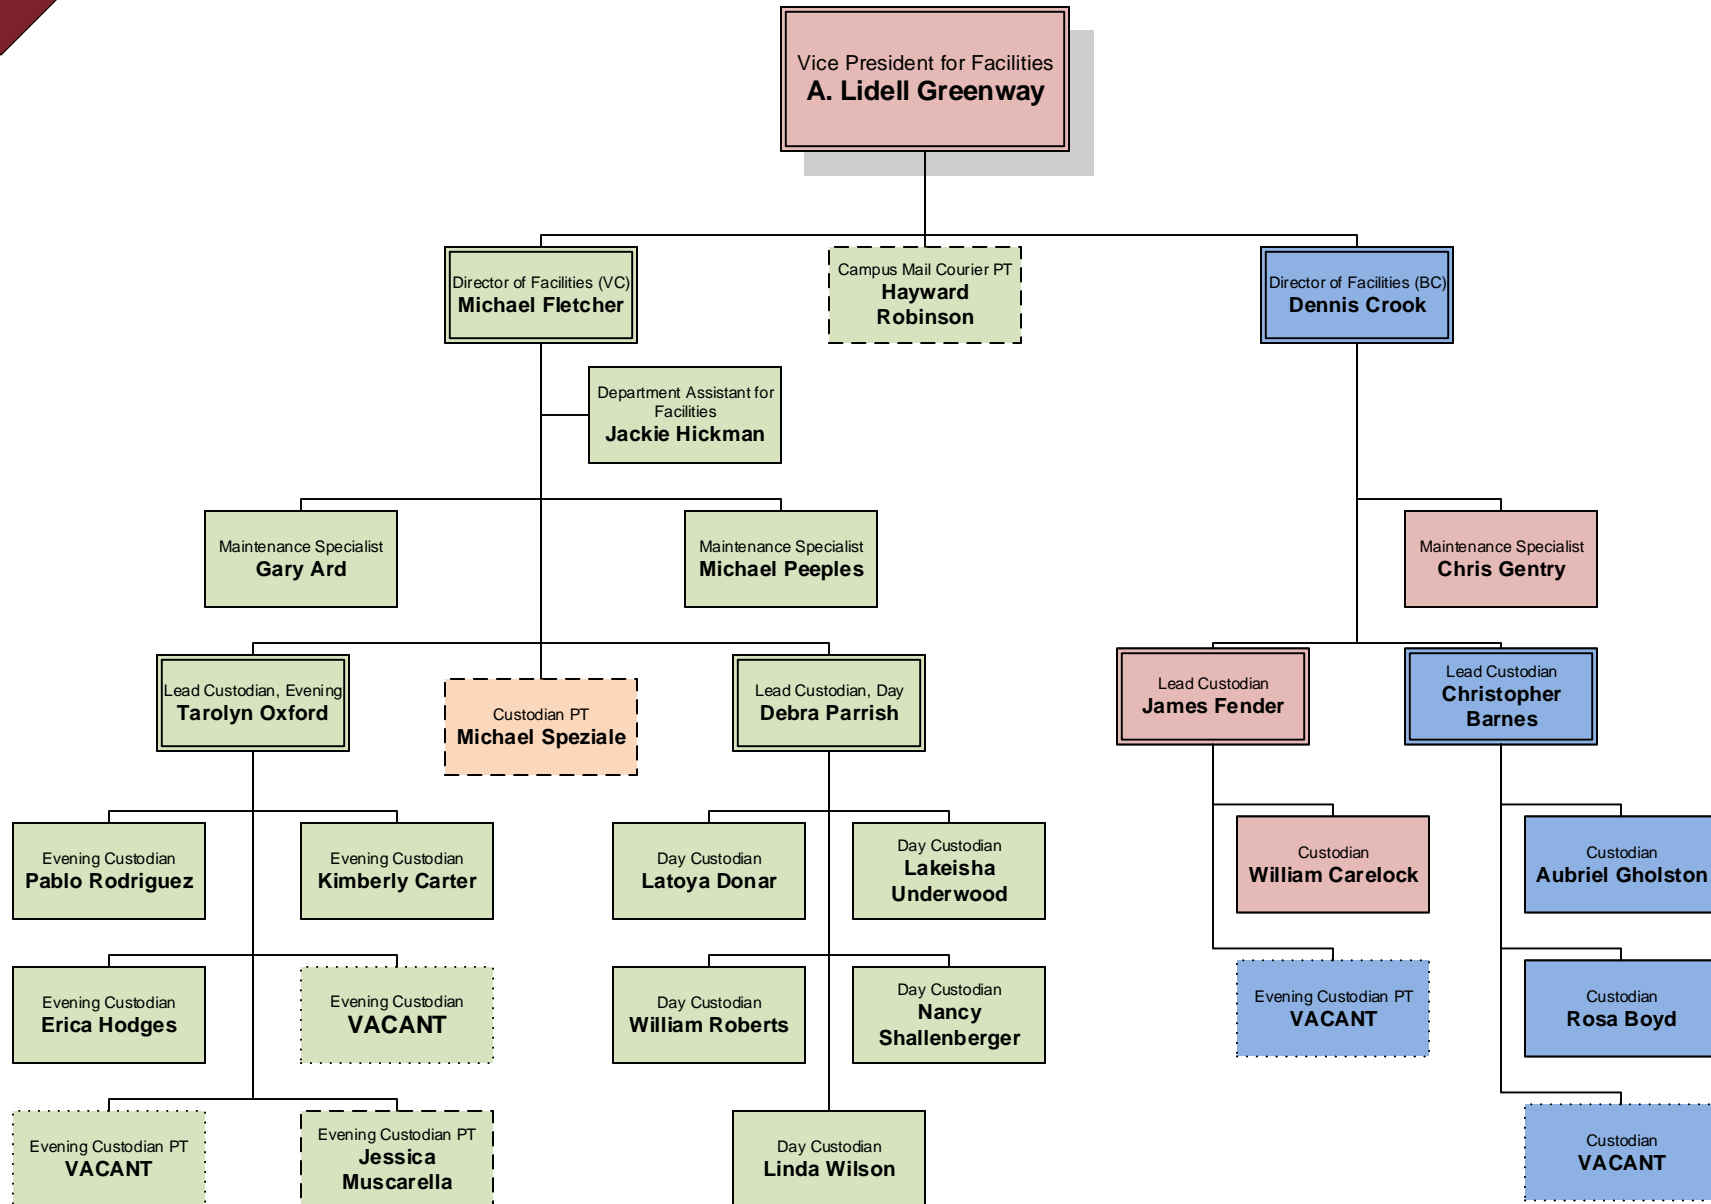 Vice President for Facilities
A. Lidell Greenway
Director of Facilities (VC)
Michael Fletcher
Campus Mail Courier PT
Hayward
Robinson
Director of Facilities (BC)
Dennis Crook
Department Assistant for
Facilities
Jackie Hickman
Maintenance Specialist
Gary Ard
Maintenance Specialist
Michael Peeples
Maintenance Specialist
Chris Gentry
Lead Custodian, Evening
Tarolyn Oxford
Custodian PT
Michael Speziale
Lead Custodian, Day
Debra Parrish
Lead Custodian
James Fender
Lead Custodian
Christopher
Barnes
Evening Custodian
Pablo Rodriguez
Evening Custodian
Kimberly Carter
Day Custodian
Latoya Donar
Day Custodian
Lakeisha
Underwood
Custodian
William Carelock
Custodian
Aubriel Gholston
Evening Custodian
Erica Hodges
Evening Custodian
VACANT
Day Custodian
William Roberts
Day Custodian
Nancy
Shallenberger
Evening Custodian PT
VACANT
Custodian
Rosa Boyd
Evening Custodian PT
VACANT
Evening Custodian PT
Jessica
Muscarella
Day Custodian
Linda Wilson
Custodian
VACANT